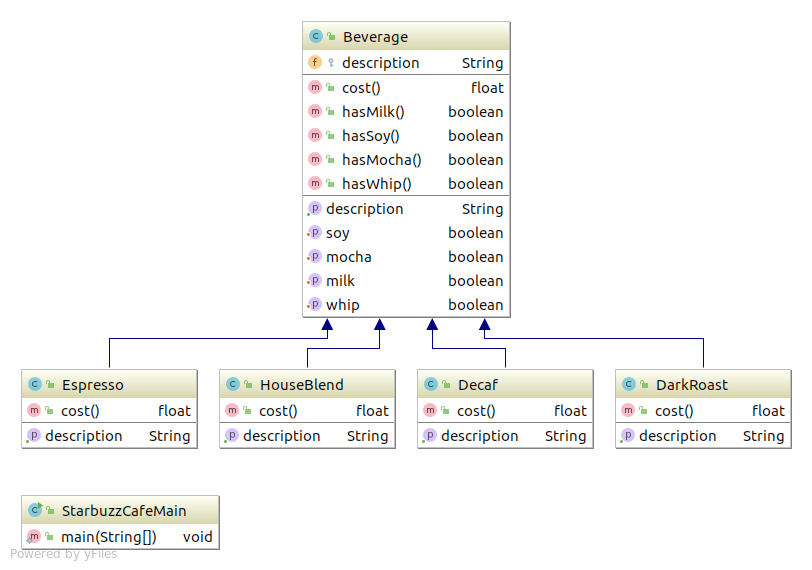 Beverage
description String
cost() float
hasMilk() boolean
hasSoy() boolean
hasMocha() boolean
hasWhip() boolean
description String
soy boolean
mocha boolean
milk boolean
whip boolean
Espresso
cost() float
description String
HouseBlend
cost() float
description String
Decaf
cost() float
description String
DarkRoast
cost() float
description String
StarbuzzCafeMain
main(String[]) void
Powered by yFiles